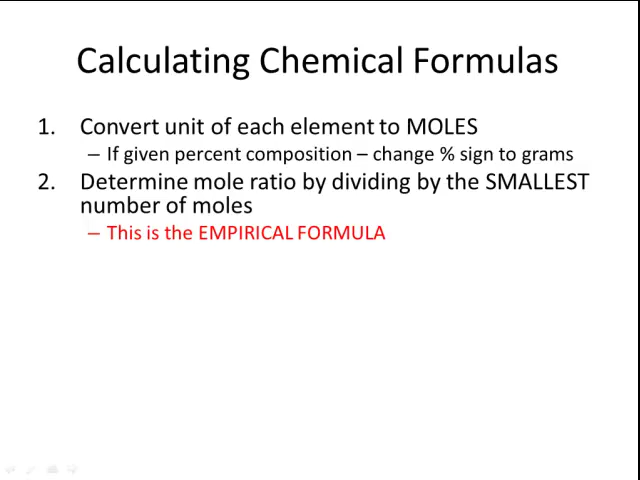 Calculating Chemical Formulas
1. Convert unit of each element to MOLES
– If given percent composition – change % sign to grams
2. Determine mole ratio by dividing by the SMALLEST
number of moles
– This is the EMPIRICAL FORMULA